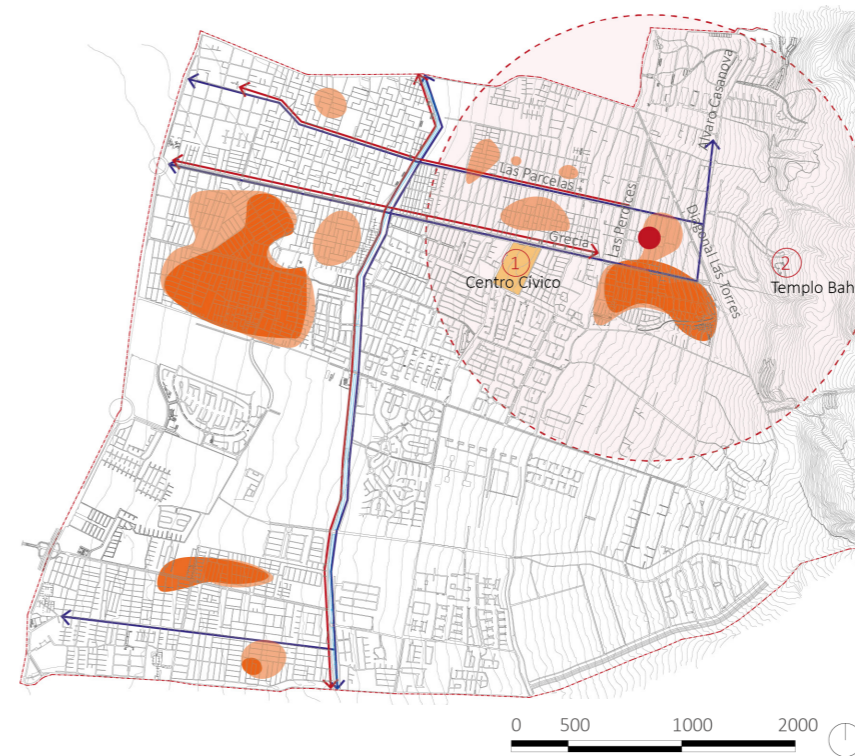 Alvaro Casanova
Las Parcelas
Las Perdices
Diagonal Las Torres
Grecia
1
Centro Cívico
2
Templo Bah
0 500 1000 2000